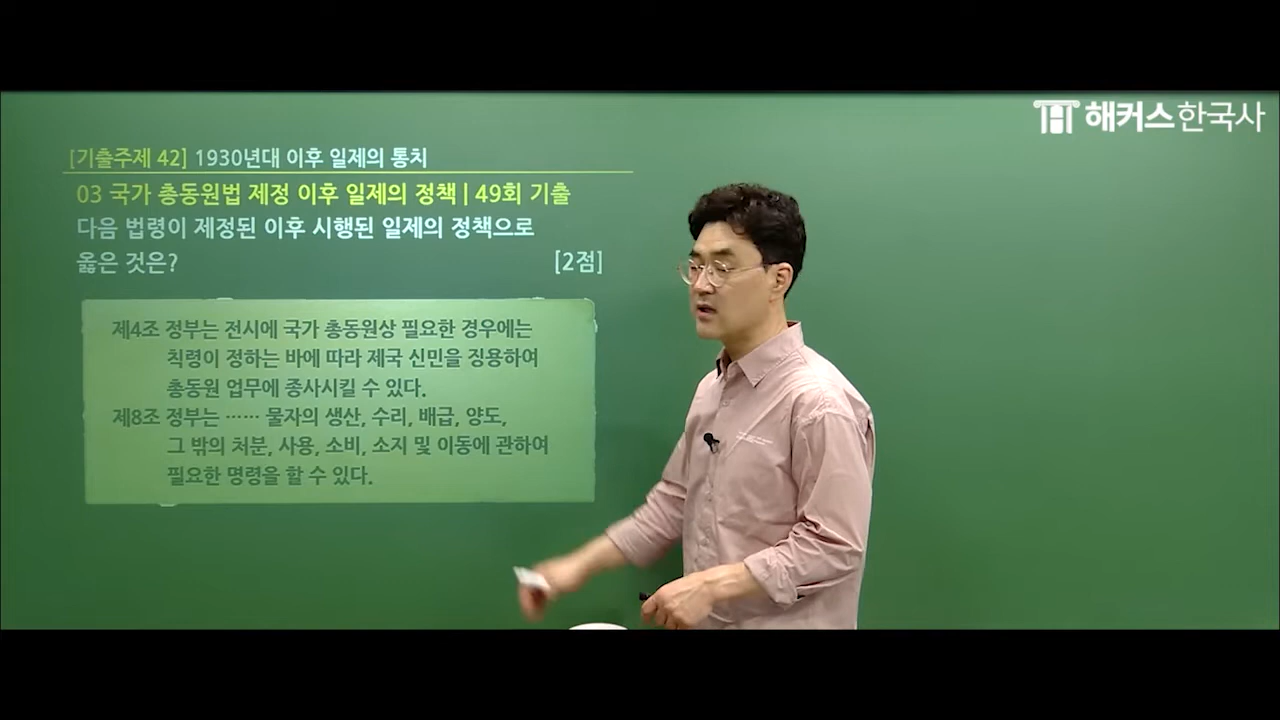 해커스한국사
[기출주제 42] 1930년대 이후 일제의 통치
03 국가 총동원법 제정 이후 일제의 정책 | 49회 기출
다음 법령이 제정된 이후 시행된 일제의 정책으로
옳은 것은? [2점]
제4조 정부는 전시에 국가 총동원상 필요한 경우에는
칙령이 정하는 바에 따라 제국 신민을 징용하여
총동원 업무에 종사시킬 수 있다.
제8조 정부는 …… 물자의 생산, 수리, 배급, 양도,
그 밖의 처분, 사용, 소비, 소지 및 이동에 관하여
필요한 명령을 할 수 있다.